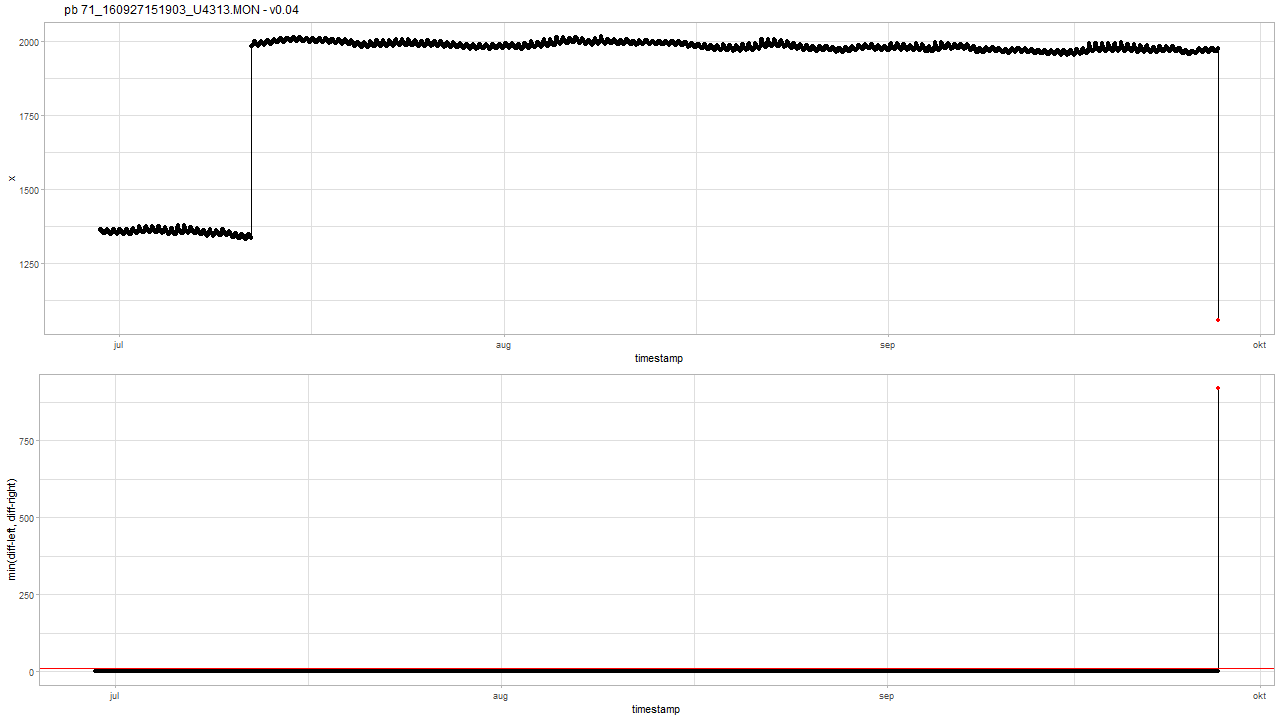 pb 71_160927151903_U4313.MON - v0.04
2000
1750
1500
1250
x
jul
aug
sep
okt
timestamp
750
500
250
0
min(diff-left, diff-right)
jul
aug
sep
okt
timestamp